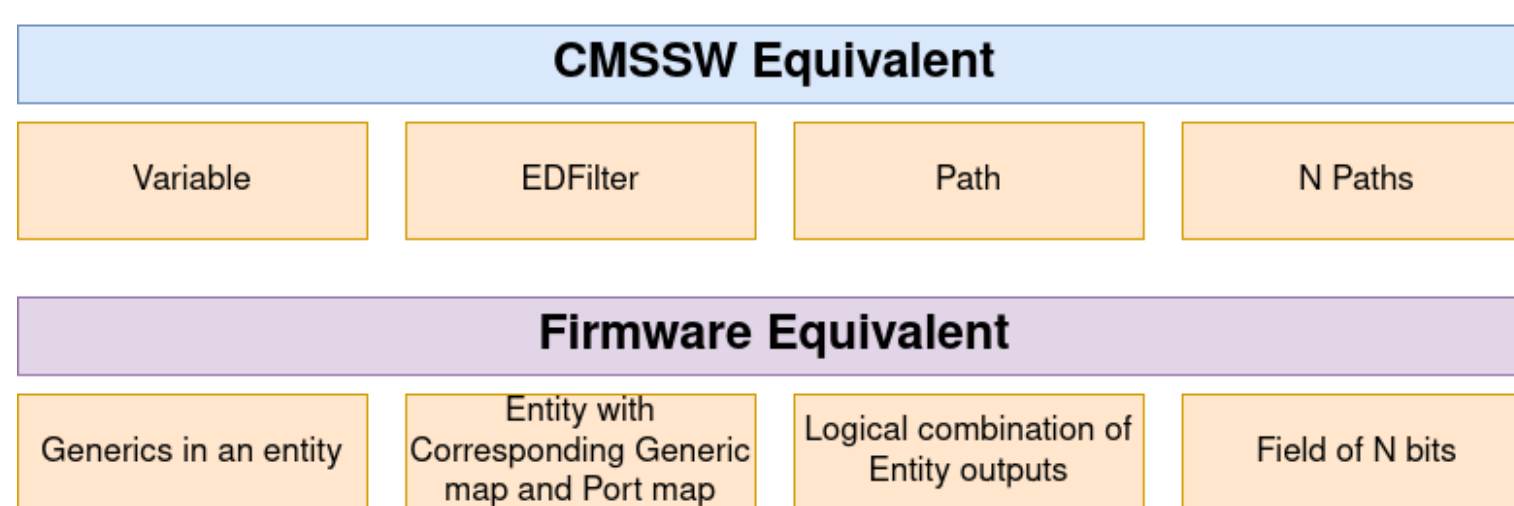 CMSSW Equivalent
Variable
EDFilter
Path
N Paths
Firmware Equivalent
Generics in an entity
Entity with
Corresponding Generic
map and Port map
Logical combination of
Entity outputs
Field of N bits